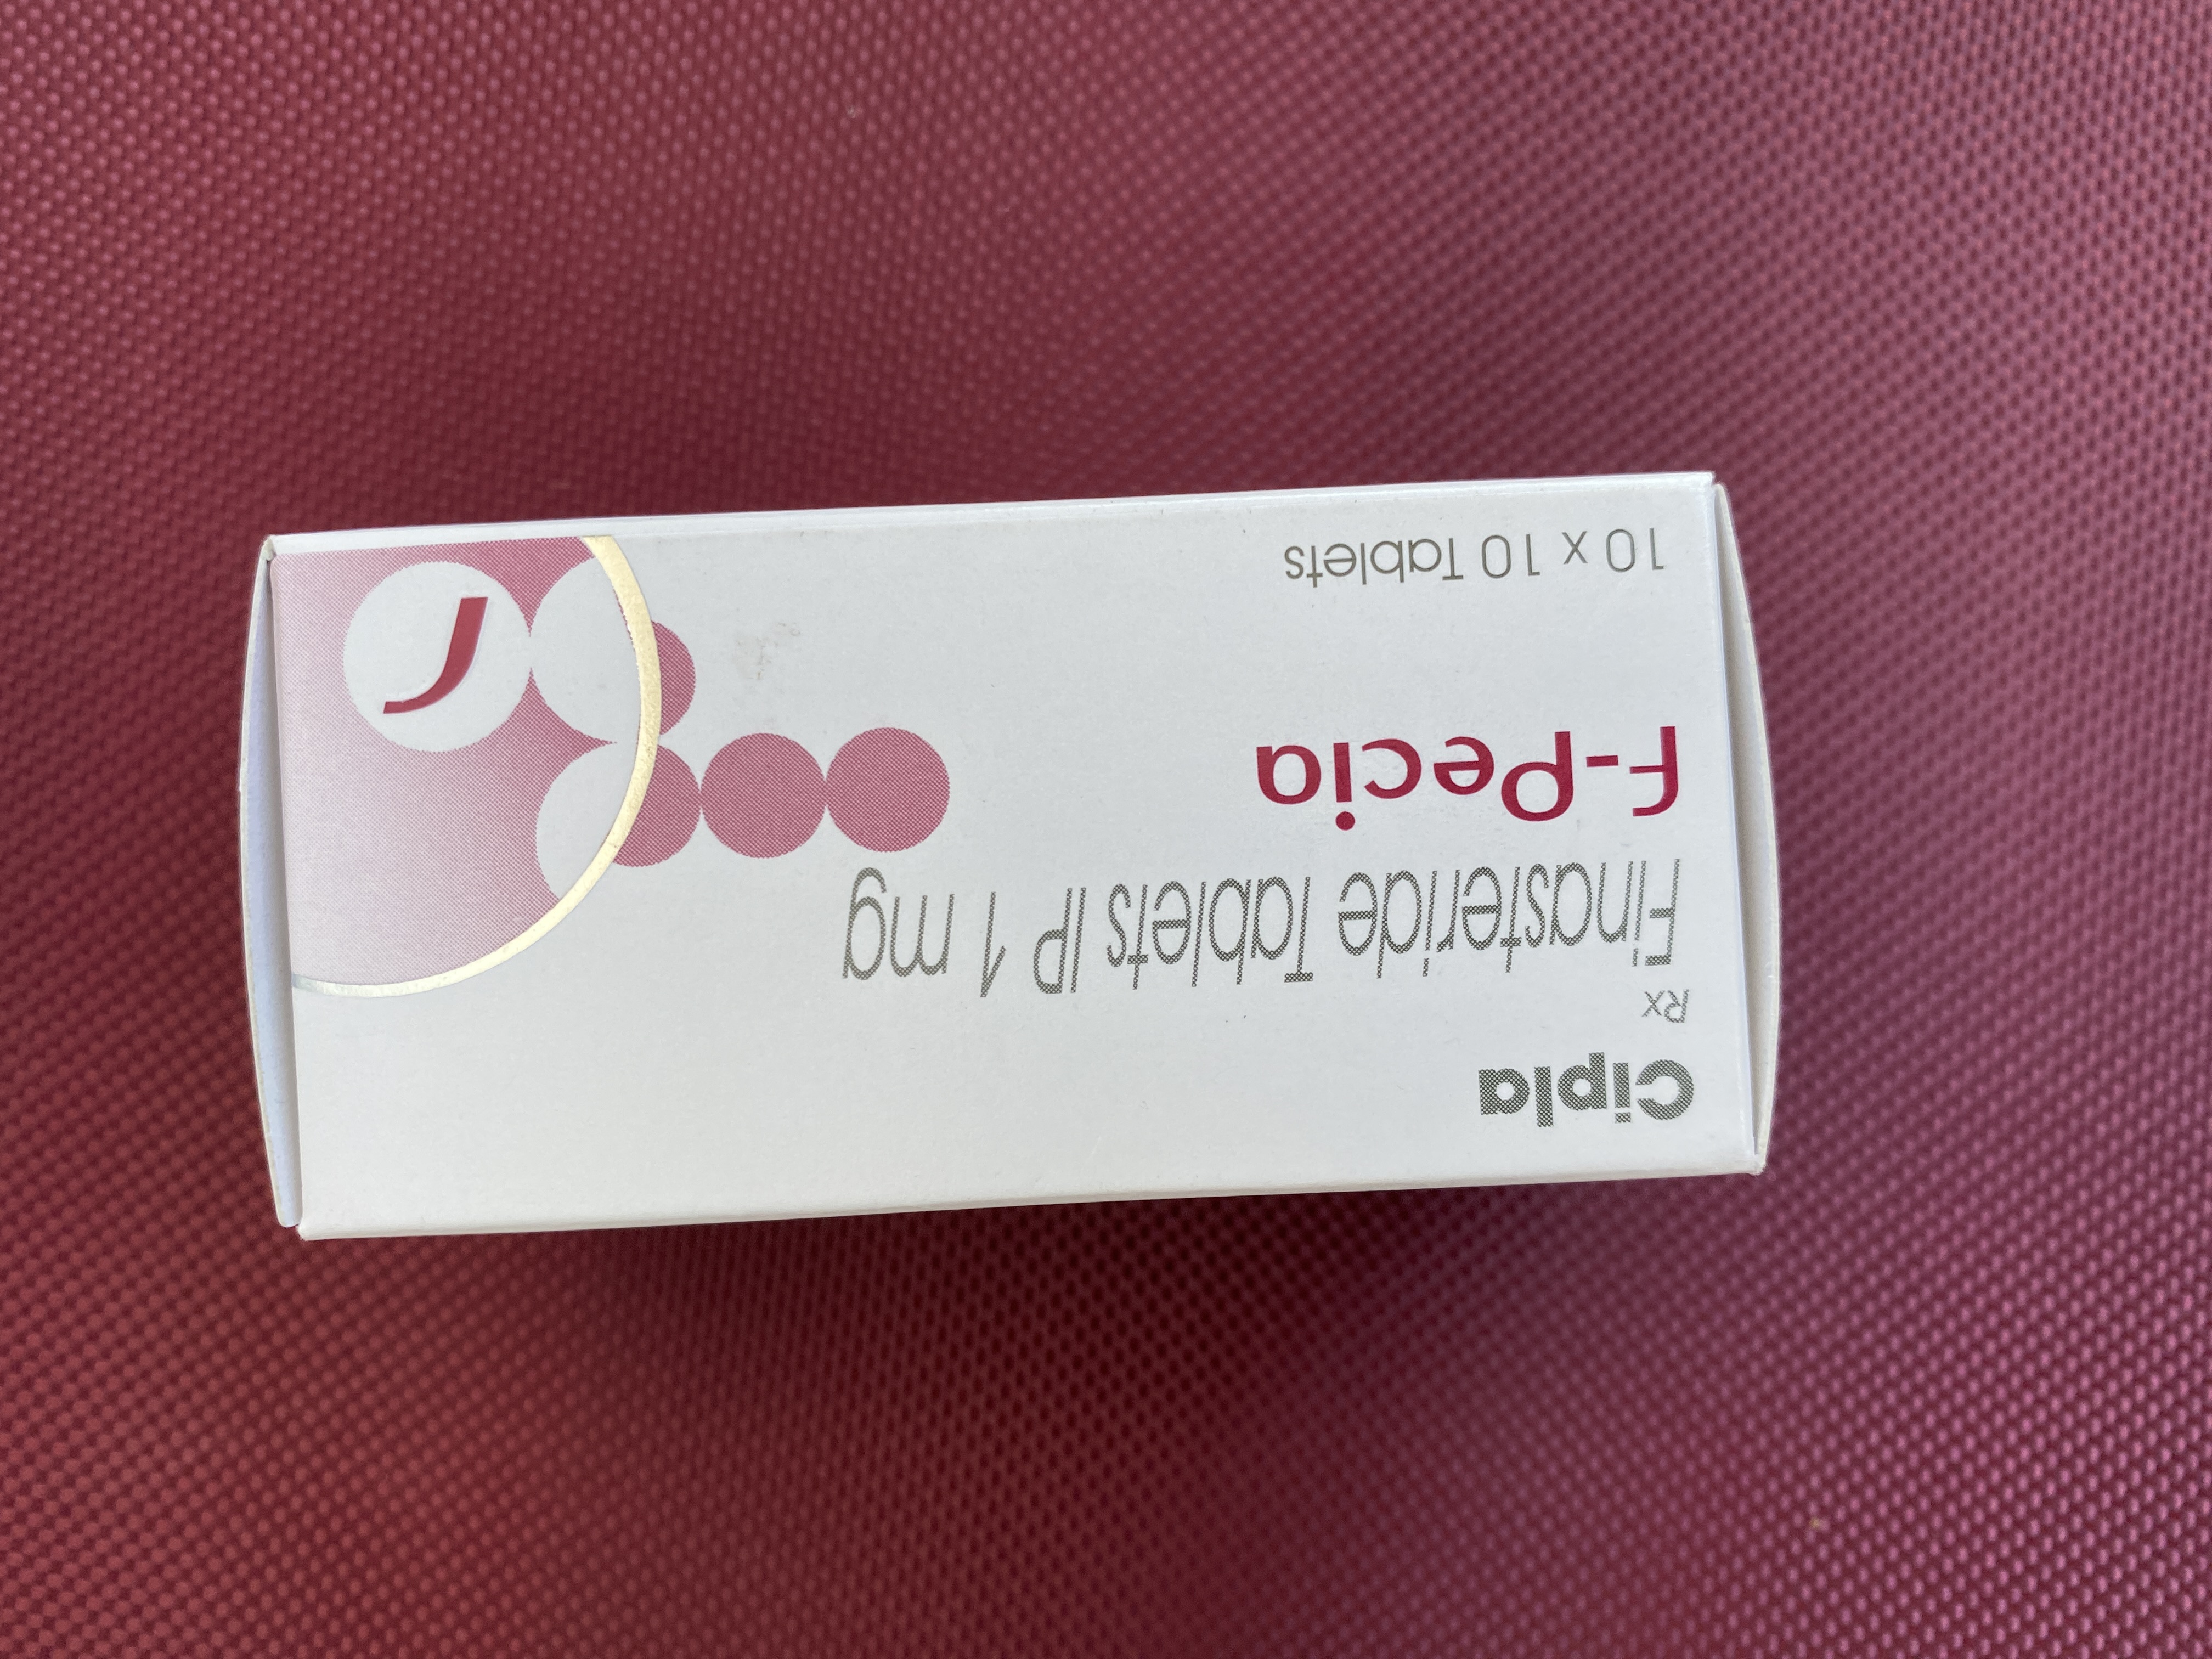 Cipla
Rx
Finasteride Tablets IP 1 mg
F-Pecia
10 x 10 Tablets